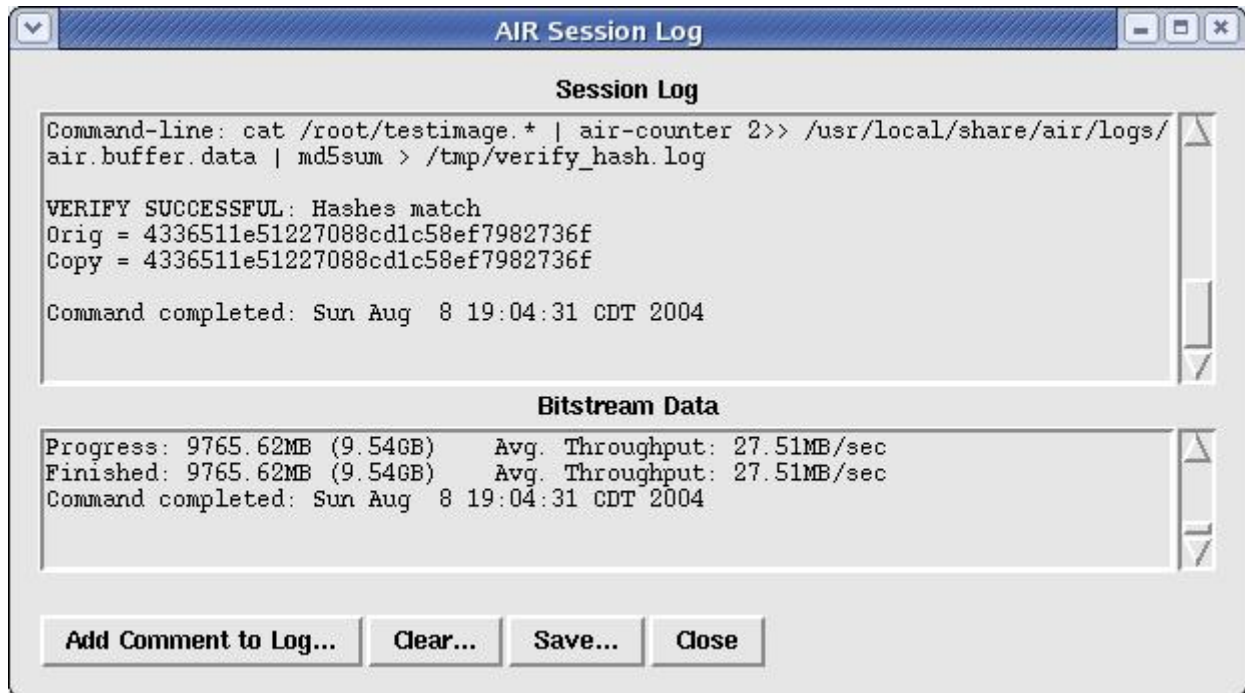 AIR Session Log
Session Log
Command-line: cat /root/testimage.* | air-counter 2>> /usr/local/share/air/logs/
air.buffer.data | md5sum > /tmp/verify_hash.log
VERIFY SUCCESSFUL: Hashes match
Orig = 4336511e51227088cd1c58ef7982736f
Copy = 4336511e51227088cd1c58ef7982736f
Command completed: Sun Aug  8 19:04:31 CDT 2004
Bitstream Data
Progress: 9765.62MB (9.54GB)    Avg. Throughput: 27.51MB/sec
Finished: 9765.62MB (9.54GB)    Avg. Throughput: 27.51MB/sec
Command completed: Sun Aug  8 19:04:31 CDT 2004
Add Comment to Log... Clear... Save... Close